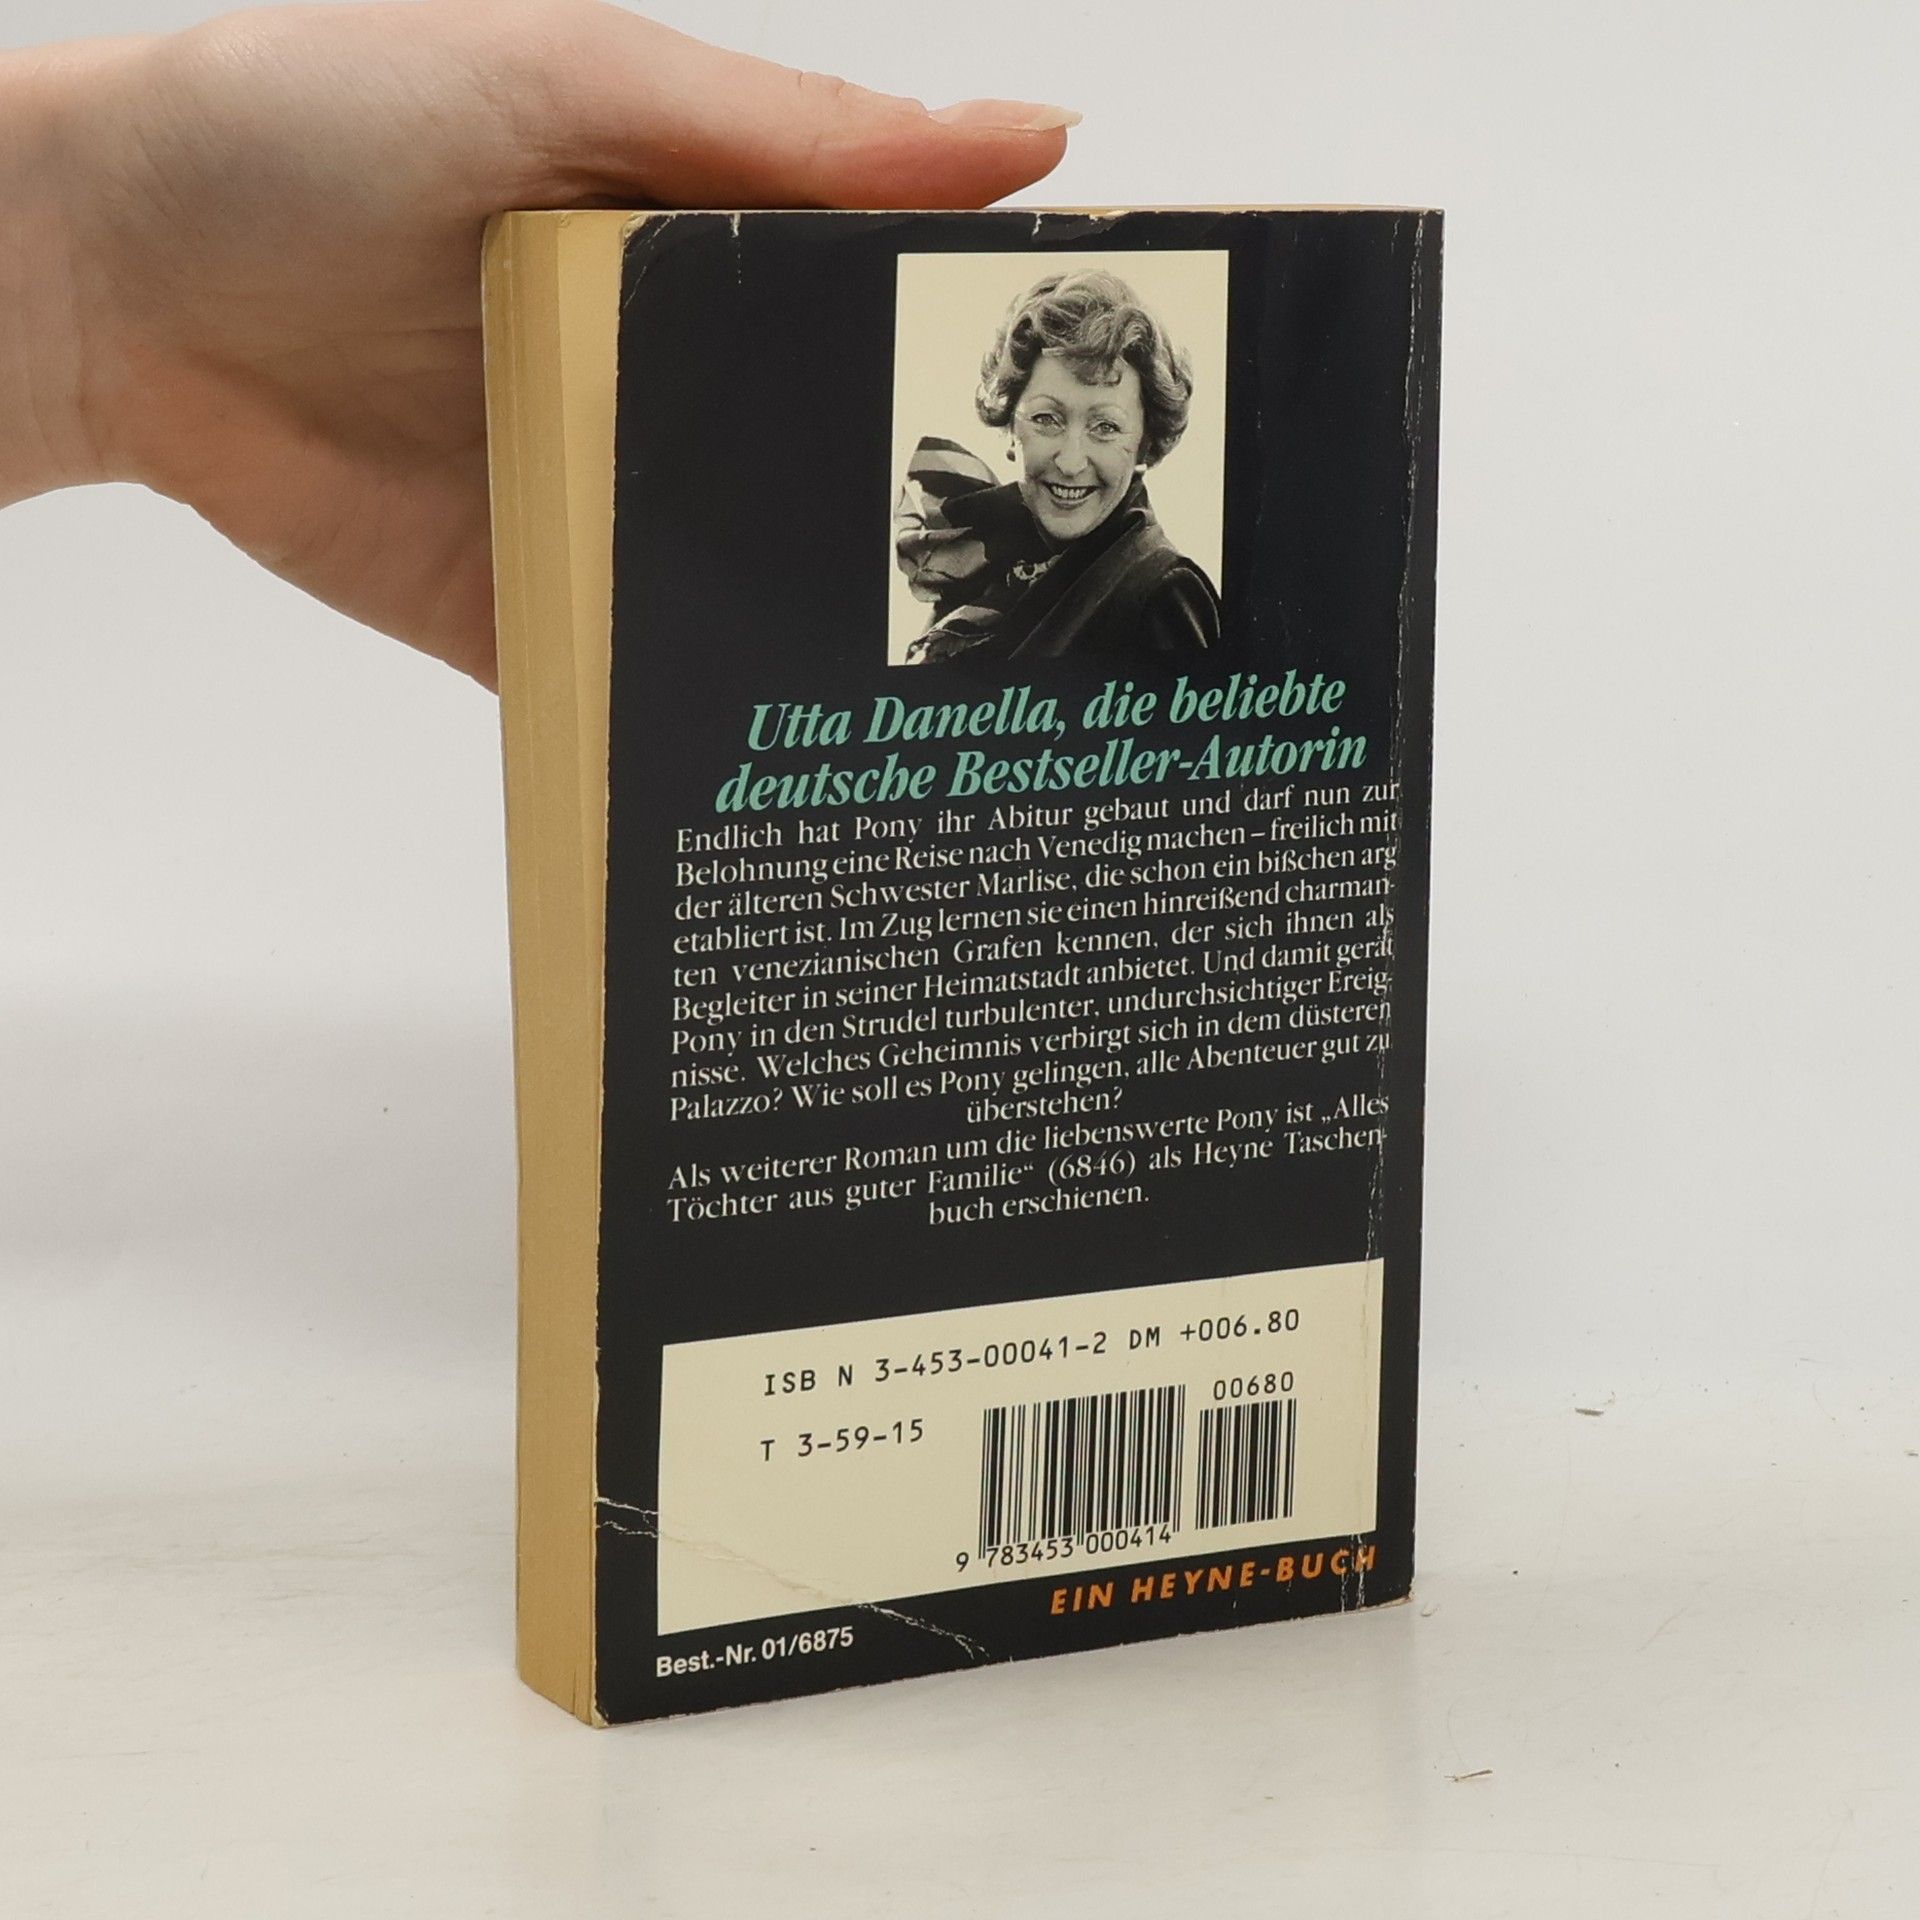 Utta Danella, die beliebte
deutsche Bestseller-Autorin
Endlich hat Pony ihr Abitur gebaut und darf nun zur
Belohnung eine Reise nach Venedig machen – freilich mit
der älteren Schwester Marlise, die schon ein bißchen arg
etabliert ist. Im Zug lernen sie einen hinreißend charman-
ten venezianischen Grafen kennen, der sich ihnen als
Begleiter in seiner Heimatstadt anbietet. Und damit gerät
Pony in den Strudel turbulenter, undurchsichtiger Ereig-
nisse. Welches Geheimnis verbirgt sich in dem düsteren
Palazzo? Wie soll es Pony gelingen, alle Abenteuer gut zu
überstehen?
Als weiterer Roman um die liebenswerte Pony ist „Alles
Töchter aus guter Familie“ (6846) als Heyne Taschen-
buch erschienen.
ISB N 3-453-00041-2 DM +006.80
00680
T 3-59-15
9 783453 000414
EIN HEYNE-BUCH
Best.-Nr. 01/6875